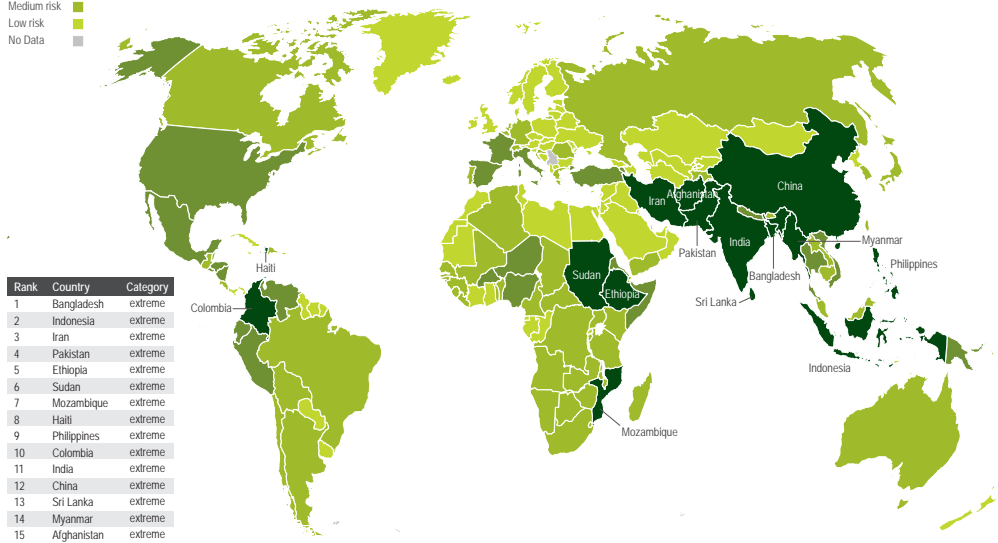 Medium risk
Low risk
No Data
Iran
Afghanistan
China
India
Pakistan
Bangladesh
Myanmar
Philippines
Sri Lanka
Indonesia
Sudan
Ethiopia
Mozambique
Haiti
Colombia
Rank Country Category
1 Bangladesh extreme
2 Indonesia extreme
3 Iran extreme
4 Pakistan extreme
5 Ethiopia extreme
6 Sudan extreme
7 Mozambique extreme
8 Haiti extreme
9 Philippines extreme
10 Colombia extreme
11 India extreme
12 China extreme
13 Sri Lanka extreme
14 Myanmar extreme
15 Afghanistan extreme